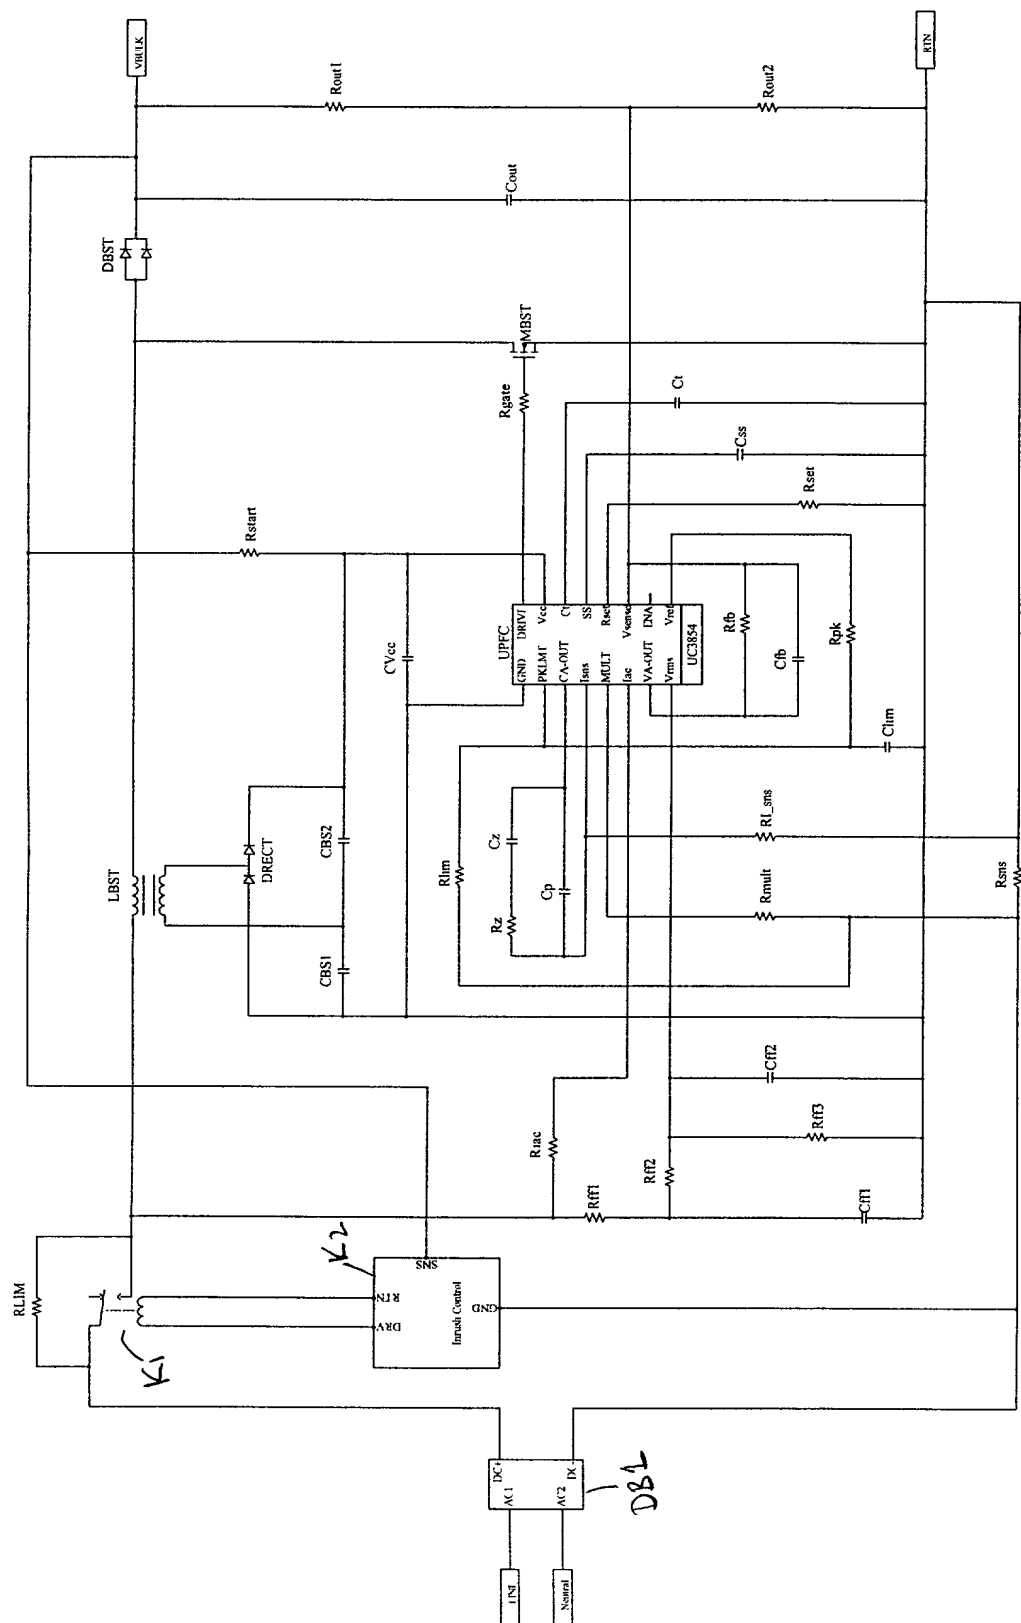 VBULK
RTN
Rout1
Rout2
Cout
DBST
MBST
Rgate
Ct
Css
Rset
Rstart
UPFC
GND
DRIVE
PKLMT
Vcc
CA-OUT
Ct
Isns
SS
MULT
Rset
Iac
Vsense
VA-OUT
ENA
Vrms
Vref
UC3854
CVcc
Rfb
Cfb
Rpk
Clim
LBST
DRECT
CBS2
CBS1
Rlim
Cz
Rz
Cp
RI_sns
Rmult
Rsns
Riac
Rff1
Rff2
Cff2
Rff3
Cff1
RLIM
K1
K2
SNS
RTN
DRV
Inrush Control
GND
DC+
DC-
AC1
AC2
DB1
LINE
Neutral